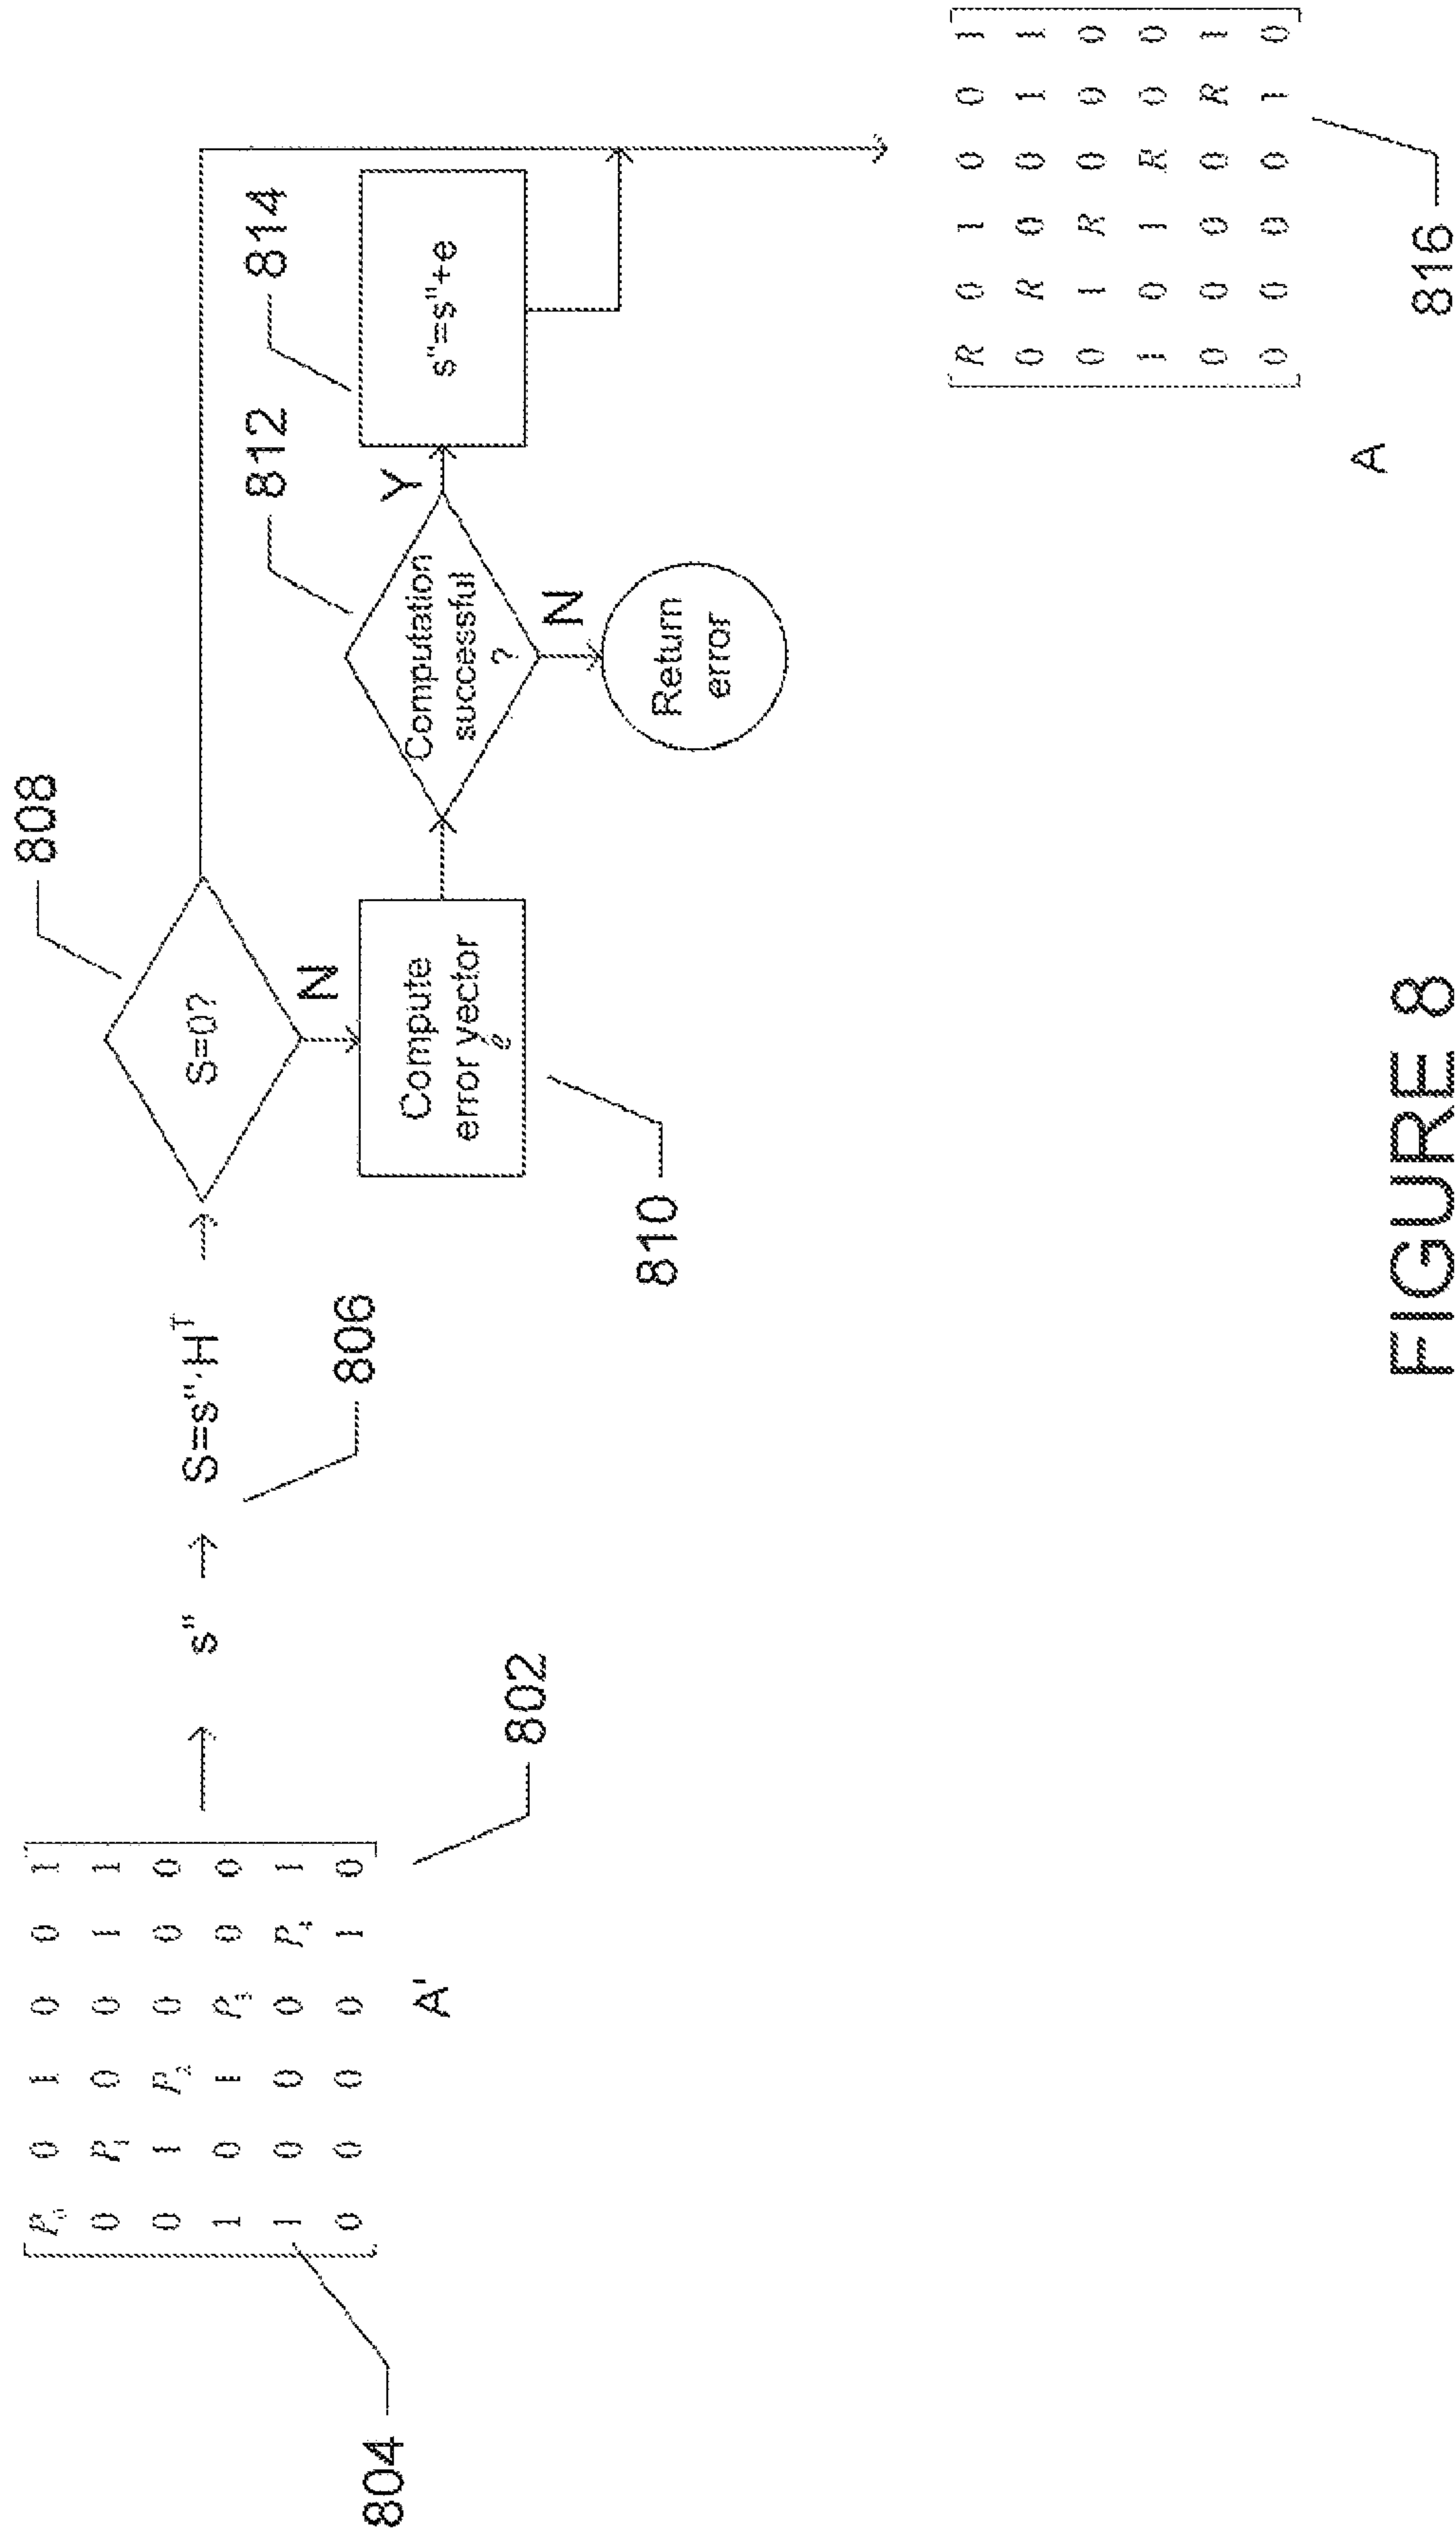 P₀ 0 1 0 0 1
0 P₁ 0 0 1 1
0 1 P₂ 0 0 0
1 0 1 P₃ 0 0
1 0 0 0 P₄ 1
0 0 0 0 1 0
A'
804
802
s"
S=s"·Hᵀ
806
S=0?
808
N
Compute
error vector
e
810
Computation
successful
?
812
Y
N
Return
error
s"=s"+e
814
R 0 1 0 0 1
0 R 0 0 1 1
0 1 R 0 0 0
1 0 1 R 0 0
0 0 0 0 R 1
0 0 0 0 1 0
A
816
FIGURE 8